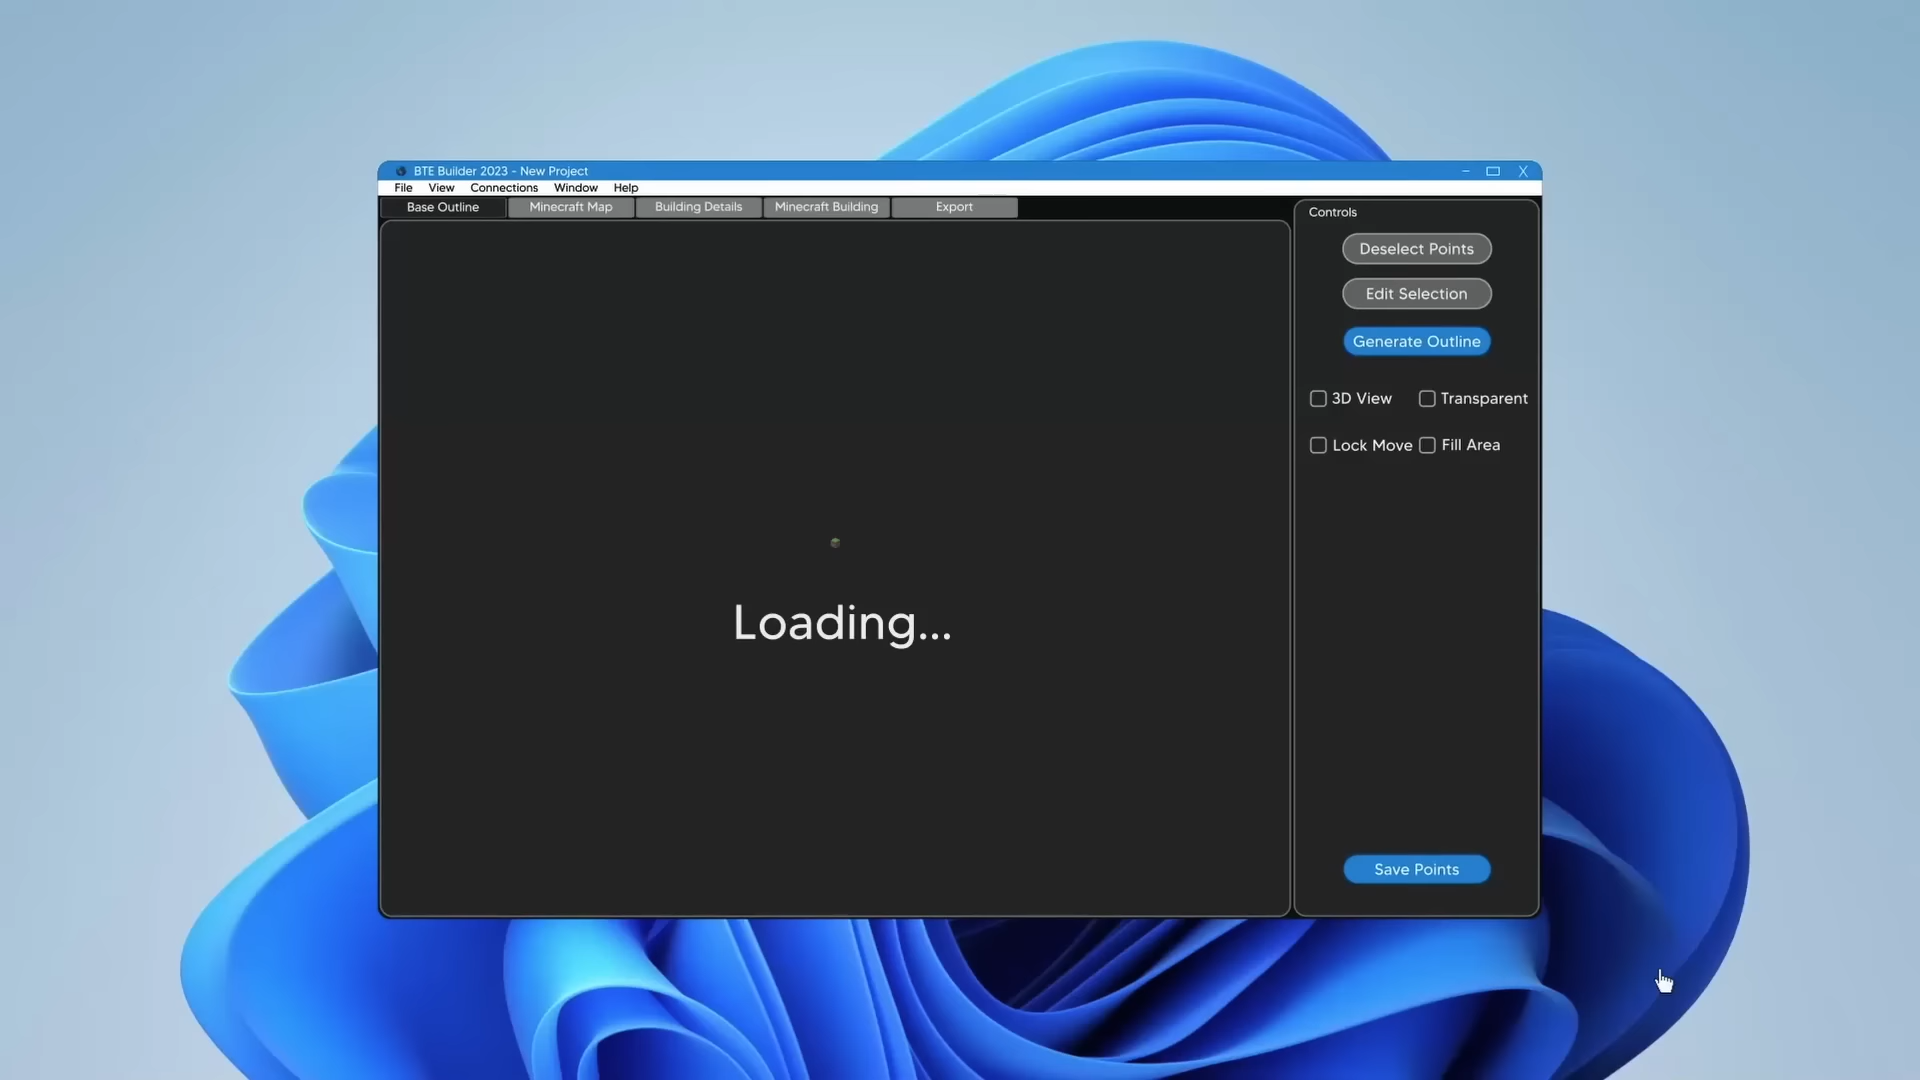 BTE Builder 2023 - New Project
File View Connections Window Help
Base Outline Minecraft Map Building Details Minecraft Building Export
Controls
Deselect Points
Edit Selection
Generate Outline
3D View Transparent
Lock Move Fill Area
Loading...
Save Points